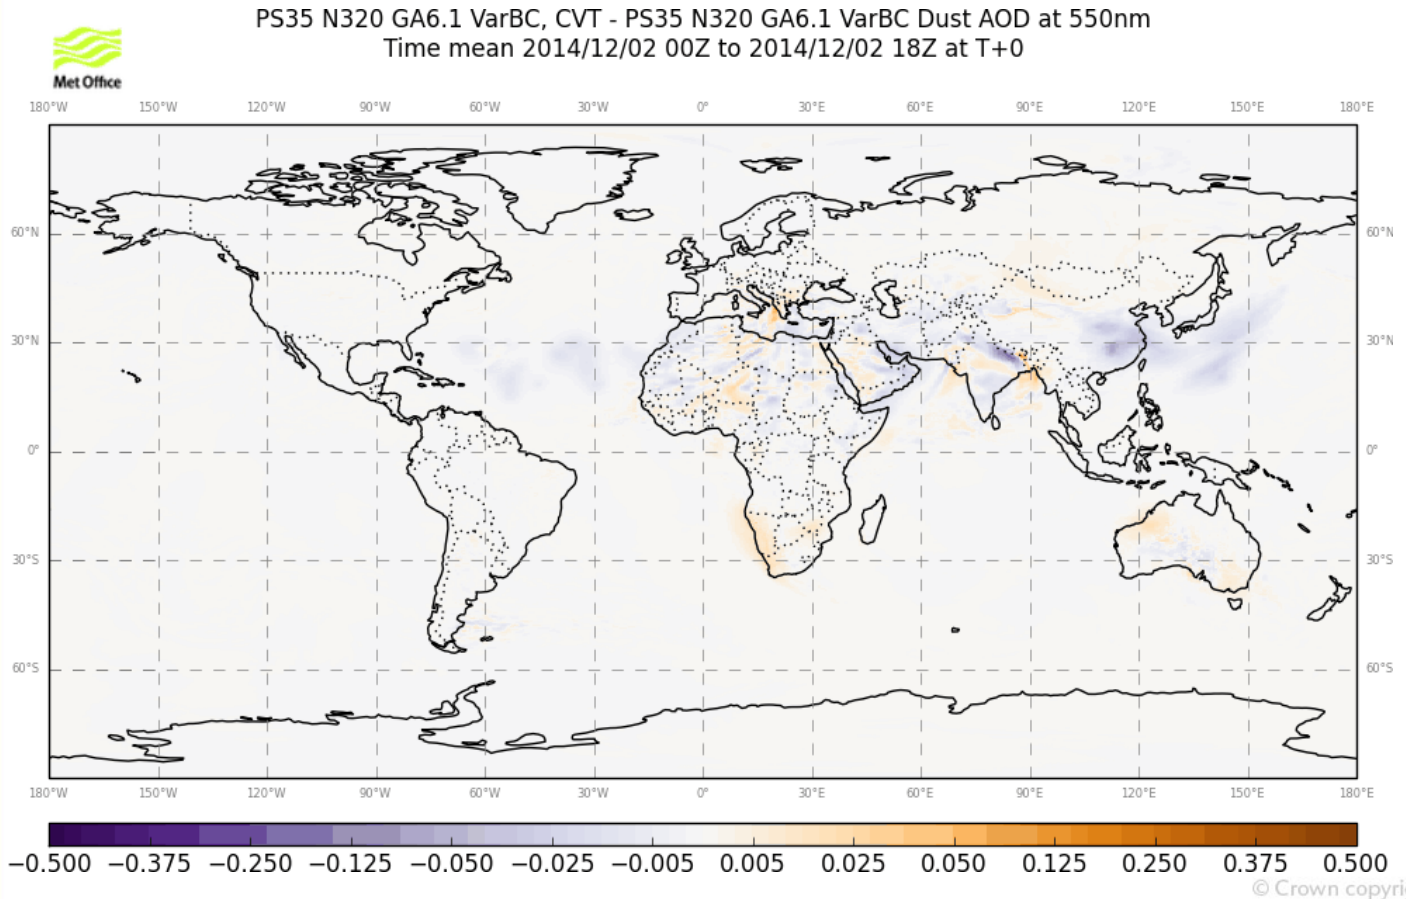 PS35 N320 GA6.1 VarBC, CVT - PS35 N320 GA6.1 VarBC Dust AOD at 550nm
Time mean 2014/12/02 00Z to 2014/12/02 18Z at T+0
Met Office
180°W 150°W 120°W 90°W 60°W 30°W 0° 30°E 60°E 90°E 120°E 150°E 180°E
60°N 60°N
30°N 30°N
0° 0°
30°S 30°S
60°S 60°S
180°W 150°W 120°W 90°W 60°W 30°W 0° 30°E 60°E 90°E 120°E 150°E 180°E
−0.500 −0.375 −0.250 −0.125 −0.050 −0.025 −0.005 0.005 0.025 0.050 0.125 0.250 0.375 0.500
© Crown copyri